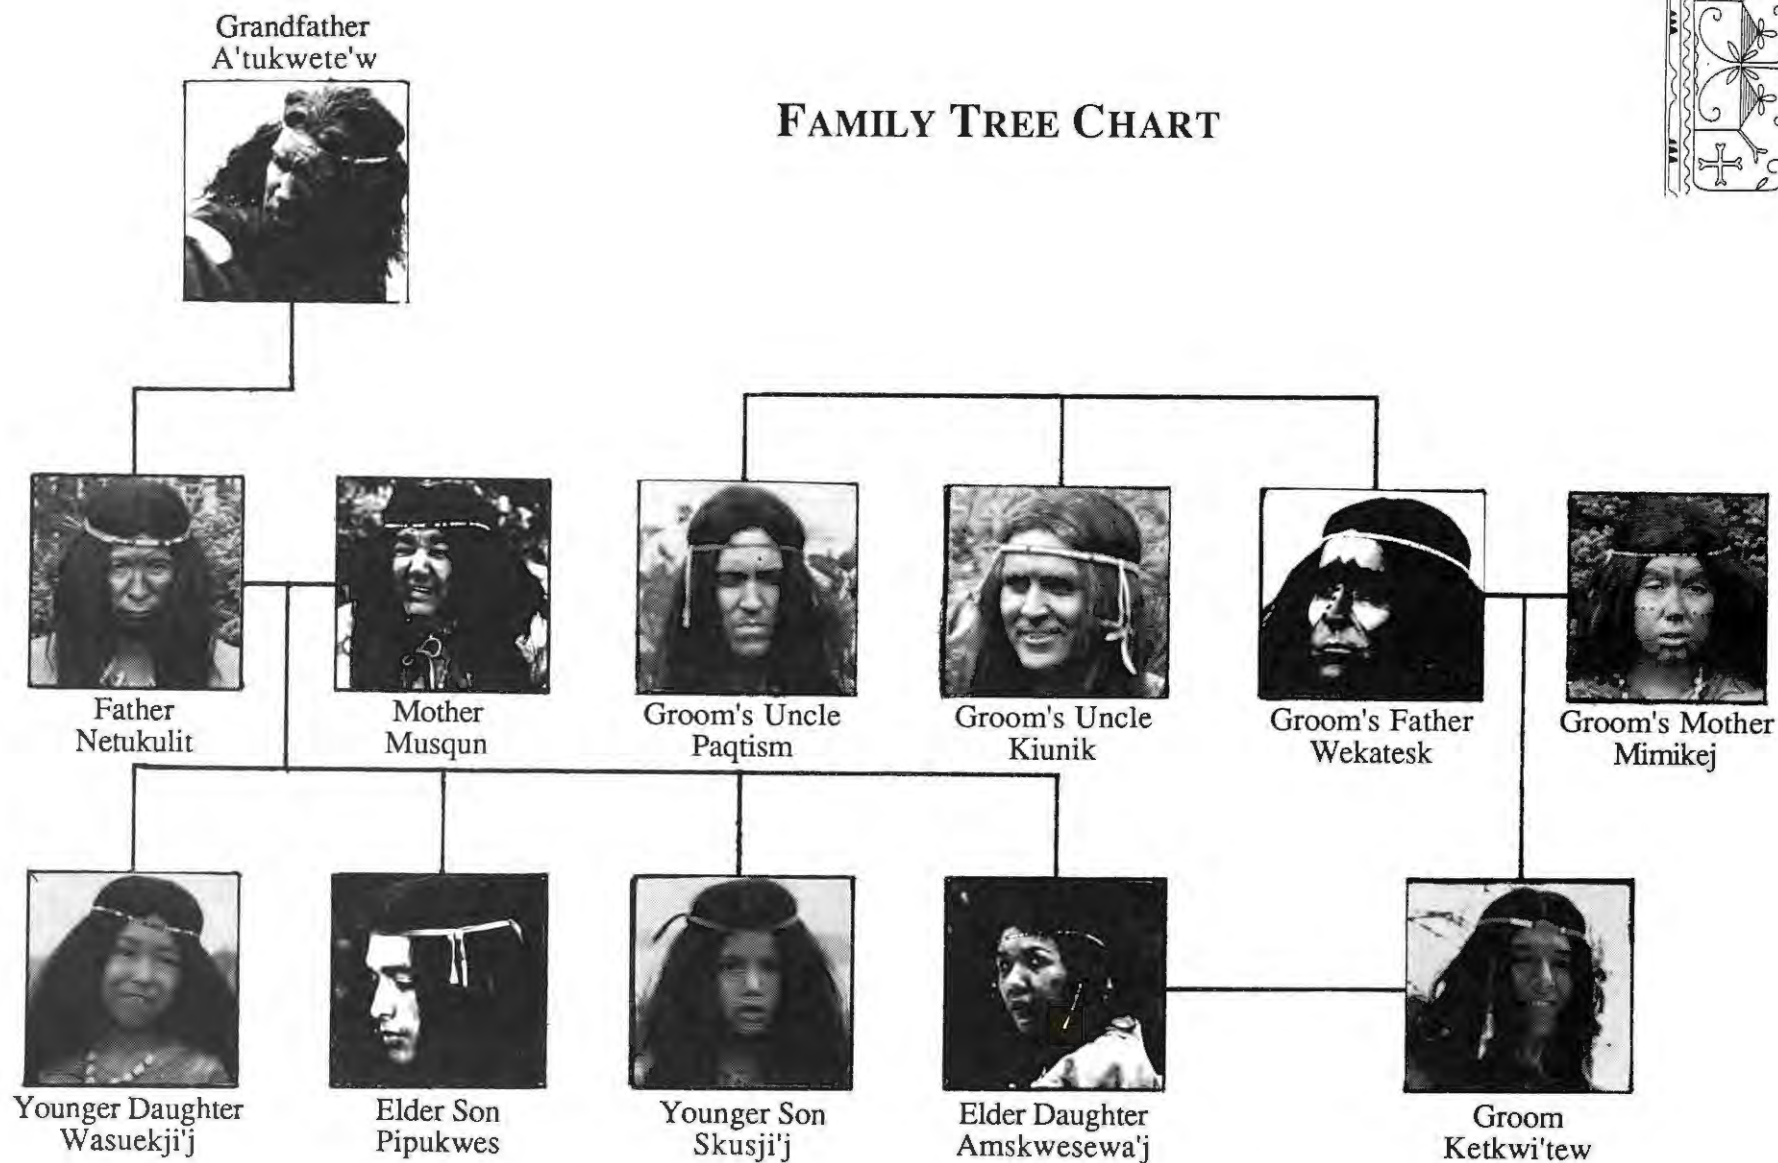 Grandfather
A'tukwete'w
FAMILY TREE CHART
Father
Netukulit
Mother
Musqun
Groom's Uncle
Paqtism
Groom's Uncle
Kiunik
Groom's Father
Wekatesk
Groom's Mother
Mimikej
Younger Daughter
Wasuekji'j
Elder Son
Pipukwes
Younger Son
Skusji'j
Elder Daughter
Amskwesewa'j
Groom
Ketkwi'tew